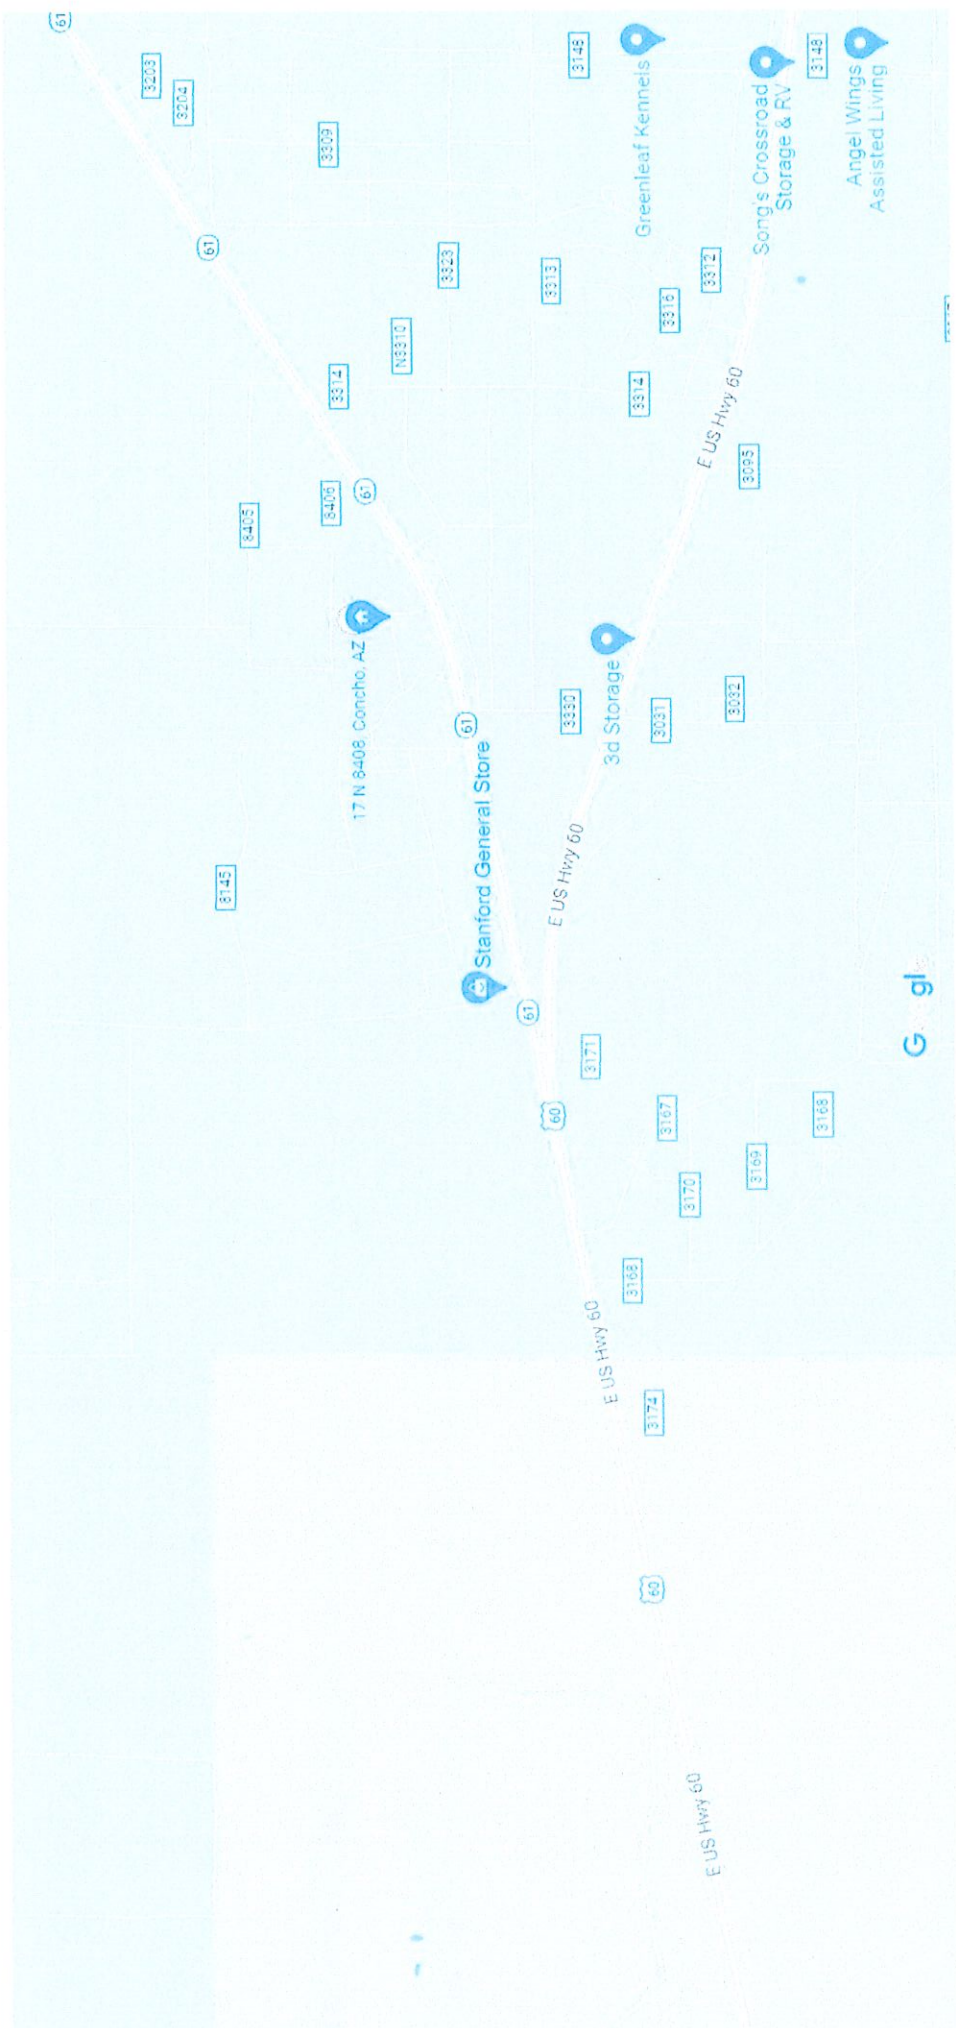 61
3203
3204
61
8145
8405
3309
8406
3314
17 N 8408, Concho, AZ
61
N3310
3323
61
Stanford General Store
61
3313
60
E US Hwy 60
3330
3148
3171
E US Hwy 60
3d Storage
3168
3314
Greenleaf Kennels
60
3174
3031
3167
3316
3170
E US Hwy 60
3312
E US Hwy 60
3032
3095
3169
Song's Crossroad
Storage & RV
3168
3148
Angel Wings
Assisted Living